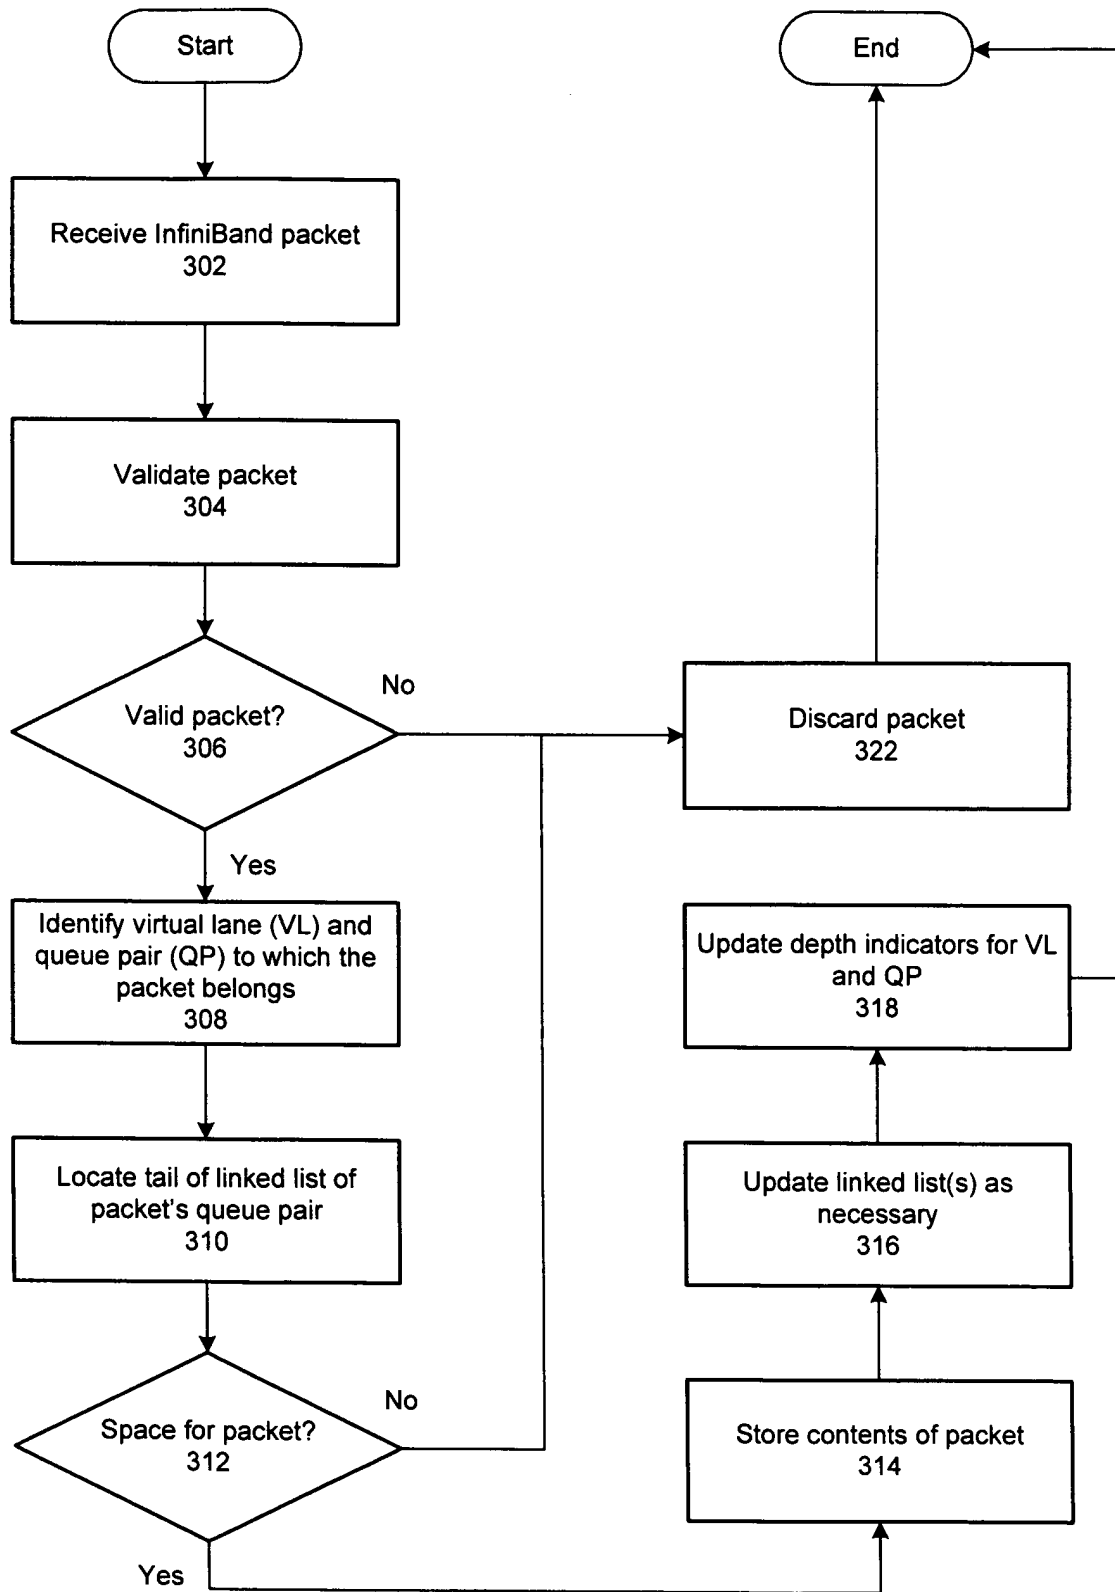 Start
Receive InfiniBand packet
302
Validate packet
304
Valid packet?
306
No
Yes
Identify virtual lane (VL) and
queue pair (QP) to which the
packet belongs
308
Locate tail of linked list of
packet's queue pair
310
Space for packet?
312
No
Yes
End
Discard packet
322
Update depth indicators for VL
and QP
318
Update linked list(s) as
necessary
316
Store contents of packet
314